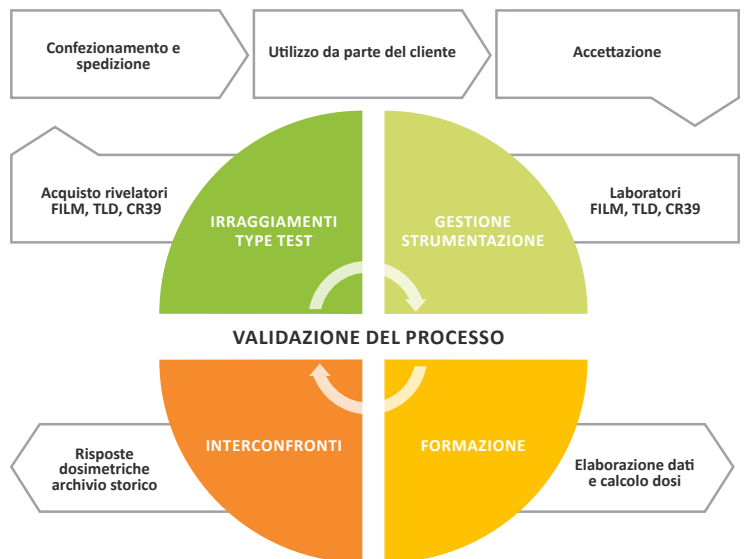 Confezionamento e
spedizione
Utilizzo da parte del cliente
Accettazione
Acquisto rivelatori
FILM, TLD, CR39
IRRAGGIAMENTI
TYPE TEST
GESTIONE
STRUMENTAZIONE
Laboratori
FILM, TLD, CR39
VALIDAZIONE DEL PROCESSO
Risposte
dosimetriche
archivio storico
INTERCONFRONTI
FORMAZIONE
Elaborazione dati
e calcolo dosi